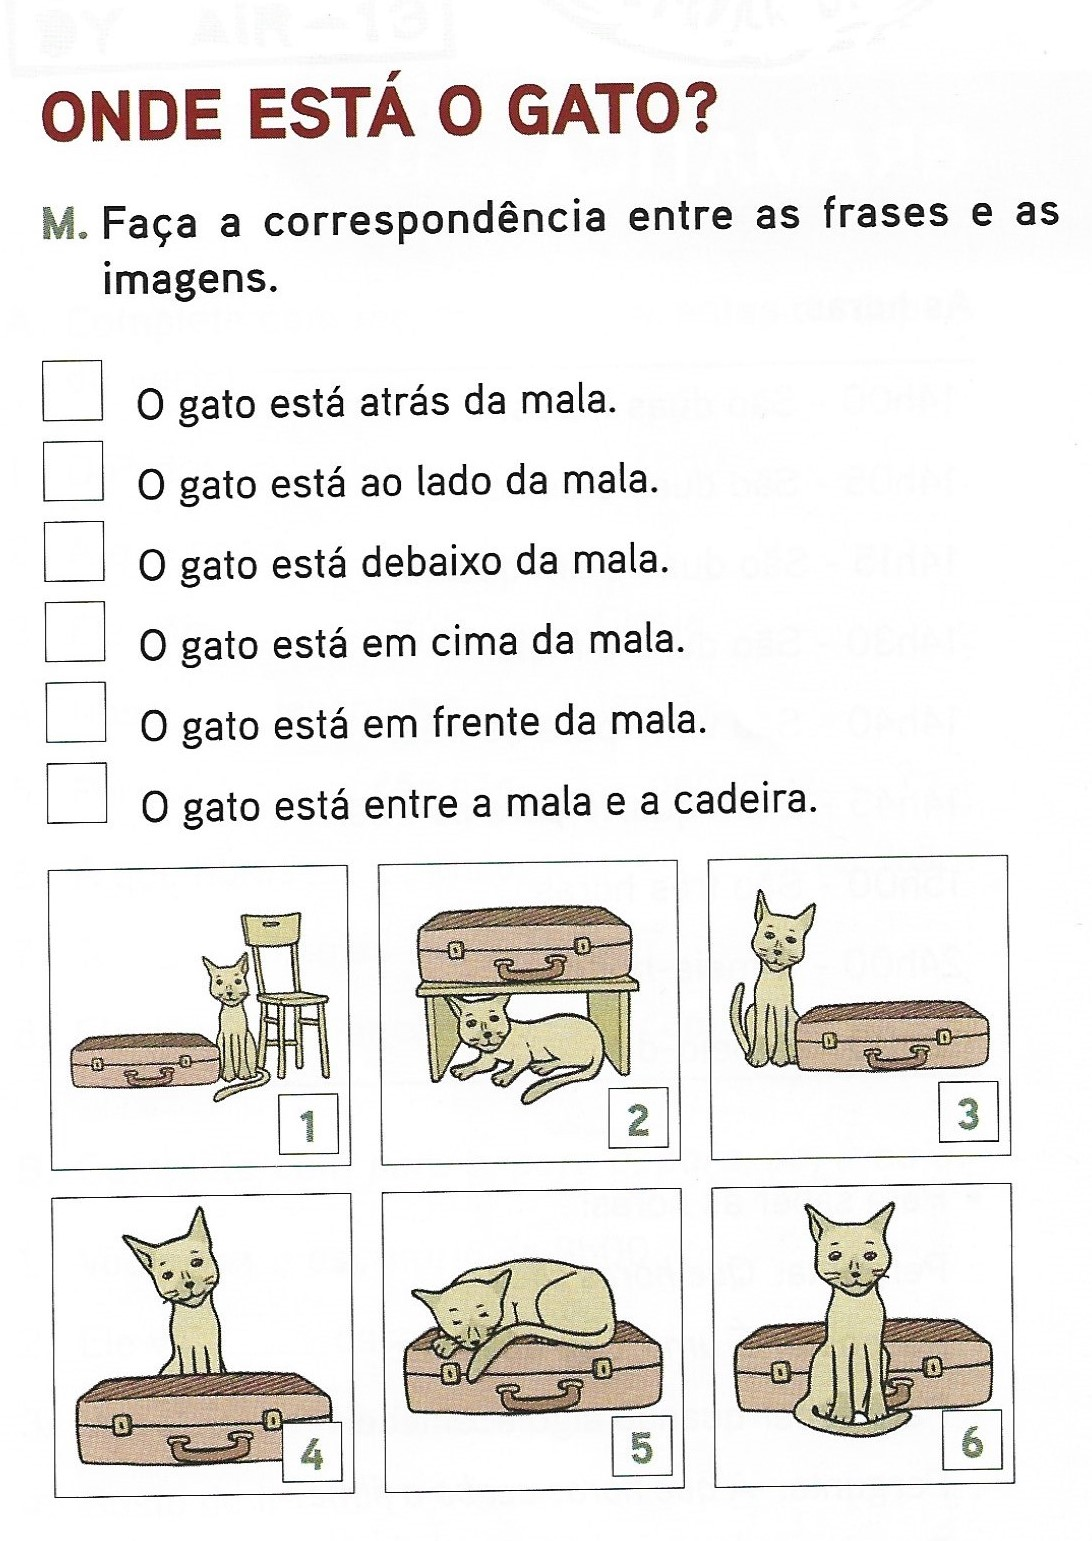 ONDE ESTÁ O GATO?
M. Faça a correspondência entre as frases e as
imagens.
O gato está atrás da mala.
O gato está ao lado da mala.
O gato está debaixo da mala.
O gato está em cima da mala.
O gato está em frente da mala.
O gato está entre a mala e a cadeira.
1
2
3
4
5
6